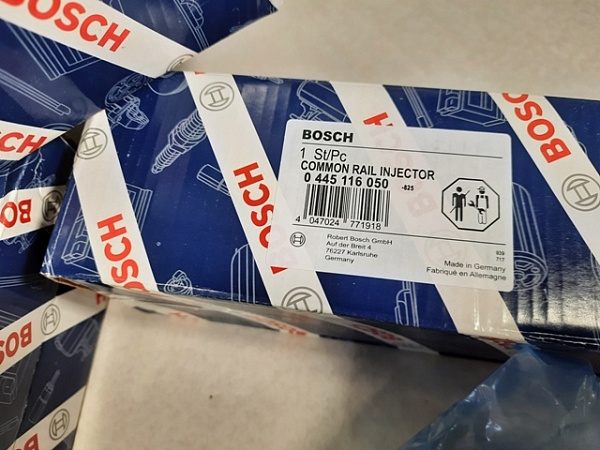 BOSCH
BOSCH
BOSCH
BOSCH
BOSCH
BOSCH
BOSCH
BOSCH
1 St/Pc
COMMON RAIL INJECTOR
0 445 116 050 -825
4 047024 771918
Robert Bosch GmbH
Auf der Breit 4
76227 Karlsruhe
Germany
Made in Germany
Fabriqué en Allemagne